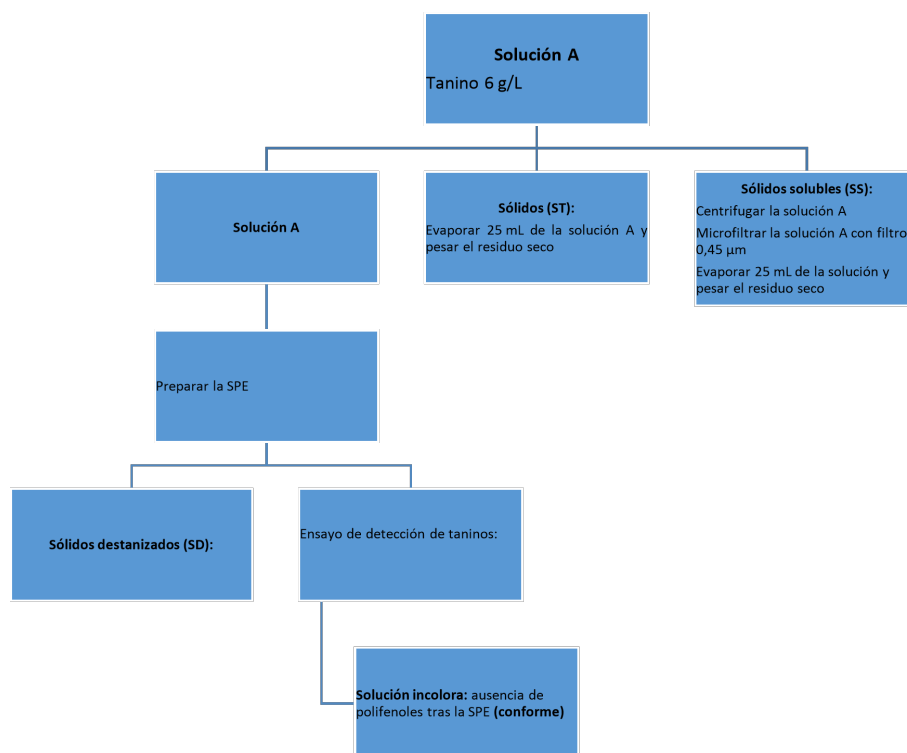 Solución A
Tanino 6 g/L
Solución A
Sólidos (ST):
Evaporar 25 mL de la solución A y
pesar el residuo seco
Sólidos solubles (SS):
Centrifugar la solución A
Microfiltrar la solución A con filtro
0,45 µm
Evaporar 25 mL de la solución y
pesar el residuo seco
Preparar la SPE
Sólidos destanizados (SD):
Ensayo de detección de taninos:
Solución incolora: ausencia de
polifenoles tras la SPE (conforme)